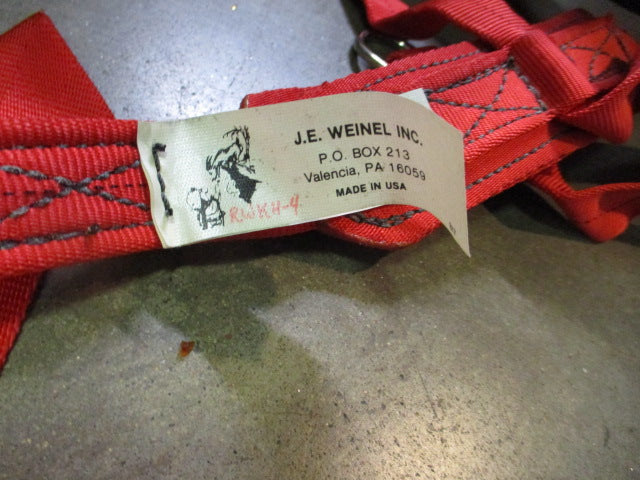 J.E. WEINEL INC.
P.O. BOX 213
Valencia, PA 16059
MADE IN USA